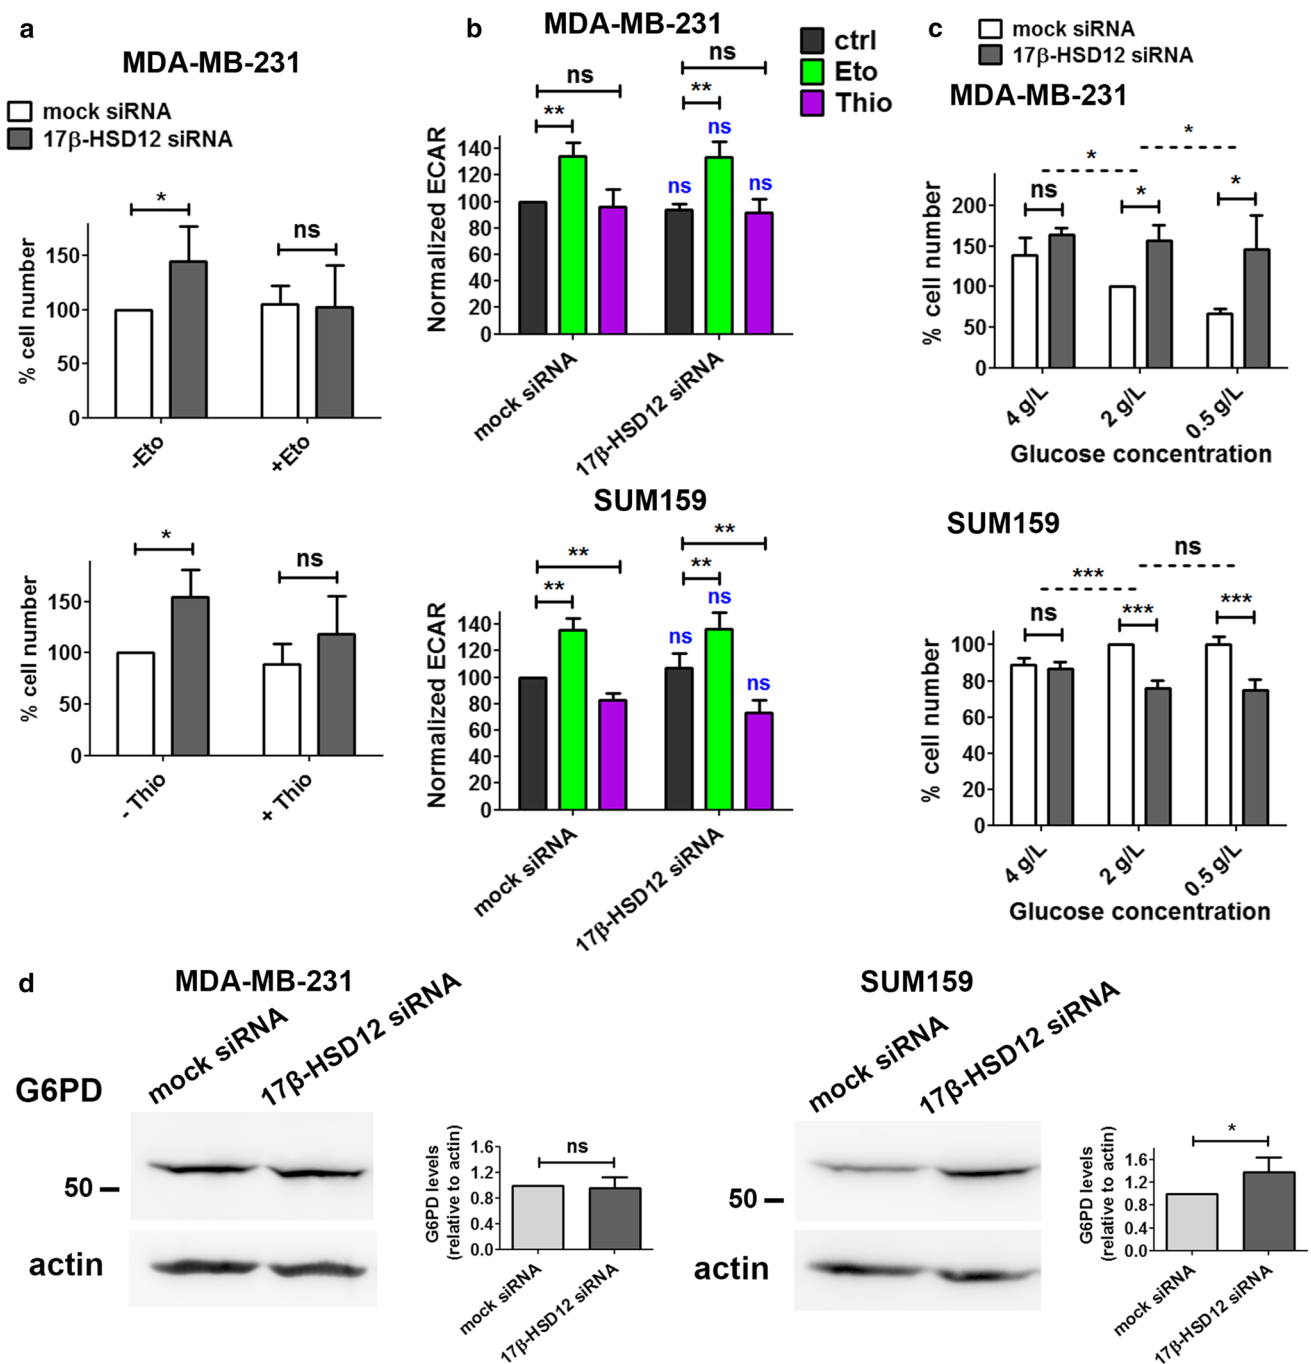 a
MDA-MB-231
mock siRNA
17β-HSD12 siRNA
*
ns
% cell number
150
100
50
0
-Eto
+Eto
*
ns
% cell number
150
100
50
0
- Thio
+ Thio
b
MDA-MB-231
ctrl
Eto
Thio
ns
**
ns
**
ns
ns
ns
Normalized ECAR
140
120
100
80
60
40
20
0
mock siRNA
17β-HSD12 siRNA
SUM159
**
**
**
**
ns
ns
ns
Normalized ECAR
140
120
100
80
60
40
20
0
mock siRNA
17β-HSD12 siRNA
c
mock siRNA
17β-HSD12 siRNA
MDA-MB-231
*
*
ns
*
*
% cell number
200
150
100
50
0
4 g/L
2 g/L
0.5 g/L
Glucose concentration
SUM159
ns
***
ns
***
***
% cell number
100
80
60
40
20
0
4 g/L
2 g/L
0.5 g/L
Glucose concentration
d
MDA-MB-231
mock siRNA
17β-HSD12 siRNA
G6PD
50
actin
ns
G6PD levels
(relative to actin)
1.6
1.2
0.8
0.4
0.0
mock siRNA
17β-HSD12 siRNA
SUM159
mock siRNA
17β-HSD12 siRNA
50
actin
*
G6PD levels
(relative to actin)
1.6
1.2
0.8
0.4
0.0
mock siRNA
17β-HSD12 siRNA